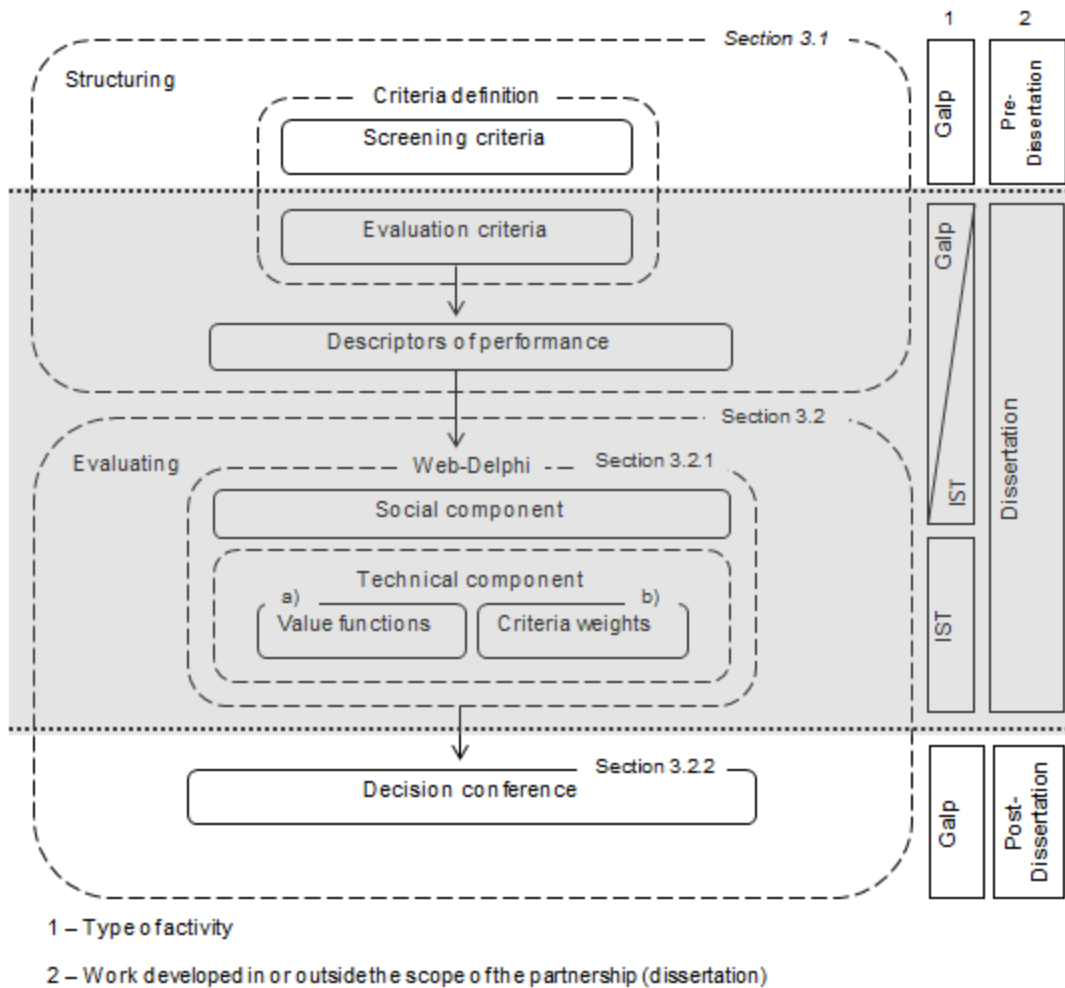 1
2
Section 3.1
Structuring
Criteria definition
Screening criteria
Galp
Pre-
Dissertation
Evaluation criteria
Galp
Descriptors of performance
Section 3.2
Evaluating
Web-Delphi
Section 3.2.1
Social component
IST
Dissertation
Technical component
a)
b)
Value functions
Criteria weights
IST
Section 3.2.2
Decision conference
Galp
Post-
Dissertation
1 – Type of activity
2 – Work developed in or outside the scope of the partnership (dissertation)